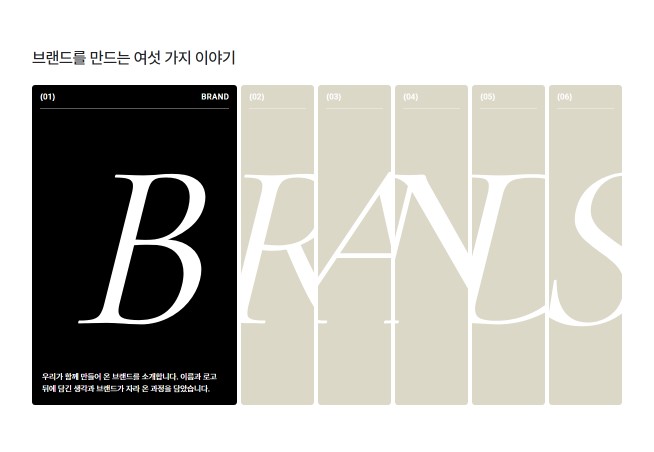 브랜드를 만드는 여섯 가지 이야기
(01) BRAND (02) (03) (04) (05) (06)
B R A N D S
우리가 함께 만들어 온 브랜드를 소개합니다. 이름과 로고
뒤에 담긴 생각과 브랜드가 자라 온 과정을 담았습니다.